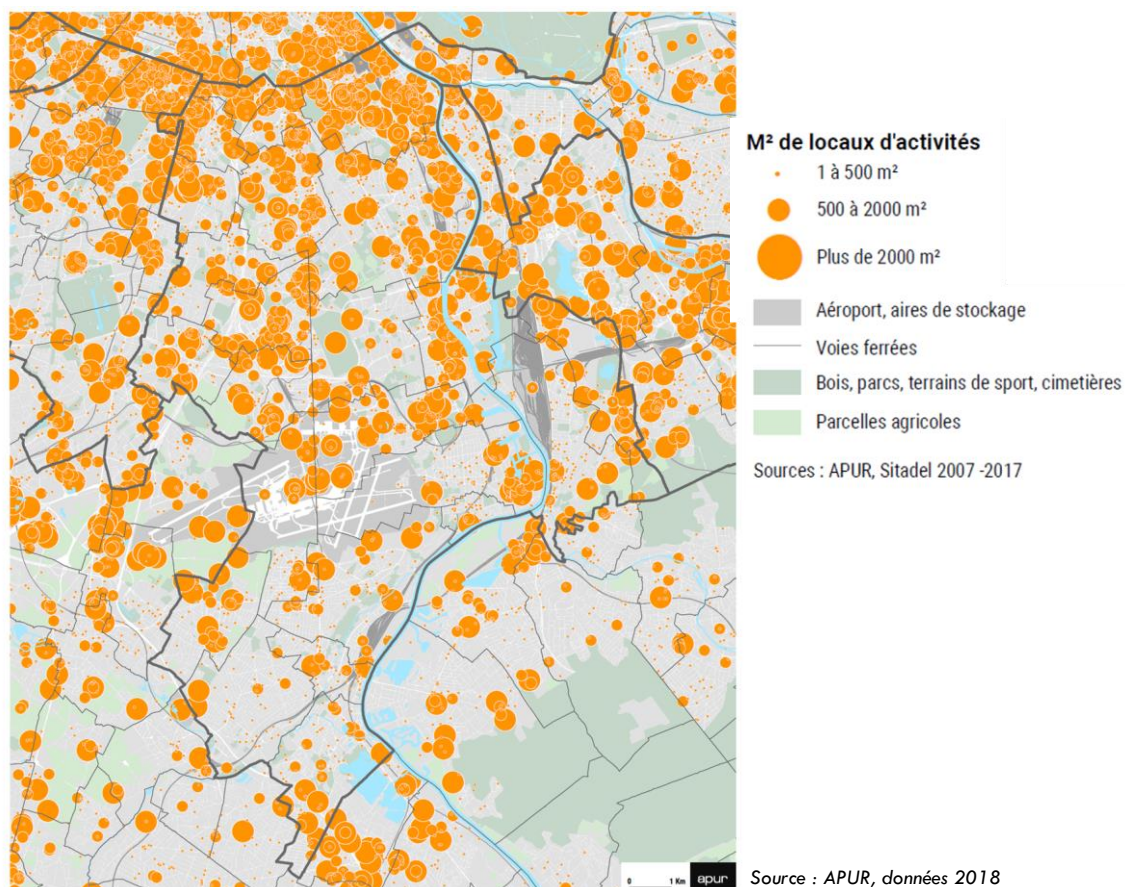 M² de locaux d'activités
1 à 500 m²
500 à 2000 m²
Plus de 2000 m²
Aéroport, aires de stockage
Voies ferrées
Bois, parcs, terrains de sport, cimetières
Parcelles agricoles
Sources : APUR, Sitadel 2007 -2017
0 1 Km apur
Source : APUR, données 2018